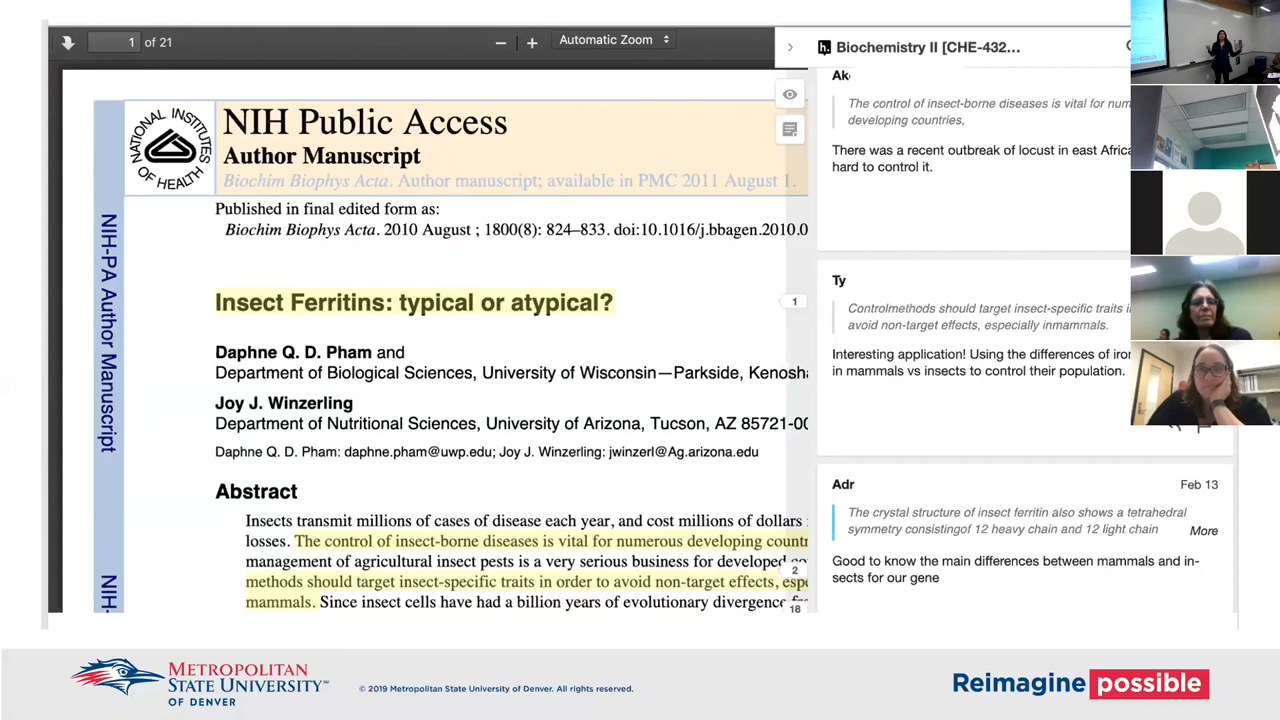 1 of 21
Automatic Zoom
h. Biochemistry II [CHE-432...
NATIONAL INSTITUTES OF HEALTH
NIH Public Access
Author Manuscript
Biochim Biophys Acta. Author manuscript; available in PMC 2011 August 1.
Published in final edited form as:
Biochim Biophys Acta. 2010 August ; 1800(8): 824–833. doi:10.1016/j.bbagen.2010.0
NIH-PA Author Manuscript
NIH-
Insect Ferritins: typical or atypical?
1
Daphne Q. D. Pham and
Department of Biological Sciences, University of Wisconsin—Parkside, Kenosh
Joy J. Winzerling
Department of Nutritional Sciences, University of Arizona, Tucson, AZ 85721-00
Daphne Q. D. Pham: daphne.pham@uwp.edu; Joy J. Winzerling: jwinzerl@Ag.arizona.edu
Abstract
Insects transmit millions of cases of disease each year, and cost millions of dollars
losses. The control of insect-borne diseases is vital for numerous developing countr
management of agricultural insect pests is a very serious business for developed
2
methods should target insect-specific traits in order to avoid non-target effects, espe
mammals. Since insect cells have had a billion years of evolutionary divergence
18
Ak
The control of insect-borne diseases is vital for num
developing countries,
There was a recent outbreak of locust in east Africa
hard to control it.
Ty
Controlmethods should target insect-specific traits i
avoid non-target effects, especially inmammals.
Interesting application! Using the differences of iron
in mammals vs insects to control their population.
Adr
Feb 13
The crystal structure of insect ferritin also shows a tetrahedral
symmetry consistingof 12 heavy chain and 12 light chain
More
Good to know the main differences between mammals and in-
sects for our gene
METROPOLITAN
STATE UNIVERSITY™
OF DENVER
© 2019 Metropolitan State University of Denver. All rights reserved.
Reimagine possible